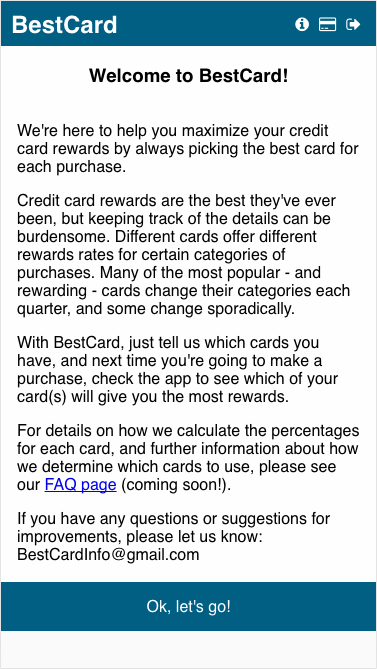 BestCard
Welcome to BestCard!
We're here to help you maximize your credit
card rewards by always picking the best card for
each purchase.
Credit card rewards are the best they've ever
been, but keeping track of the details can be
burdensome. Different cards offer different
rewards rates for certain categories of
purchases. Many of the most popular - and
rewarding - cards change their categories each
quarter, and some change sporadically.
With BestCard, just tell us which cards you
have, and next time you're going to make a
purchase, check the app to see which of your
card(s) will give you the most rewards.
For details on how we calculate the percentages
for each card, and further information about how
we determine which cards to use, please see
our FAQ page (coming soon!).
If you have any questions or suggestions for
improvements, please let us know:
BestCardInfo@gmail.com
Ok, let's go!